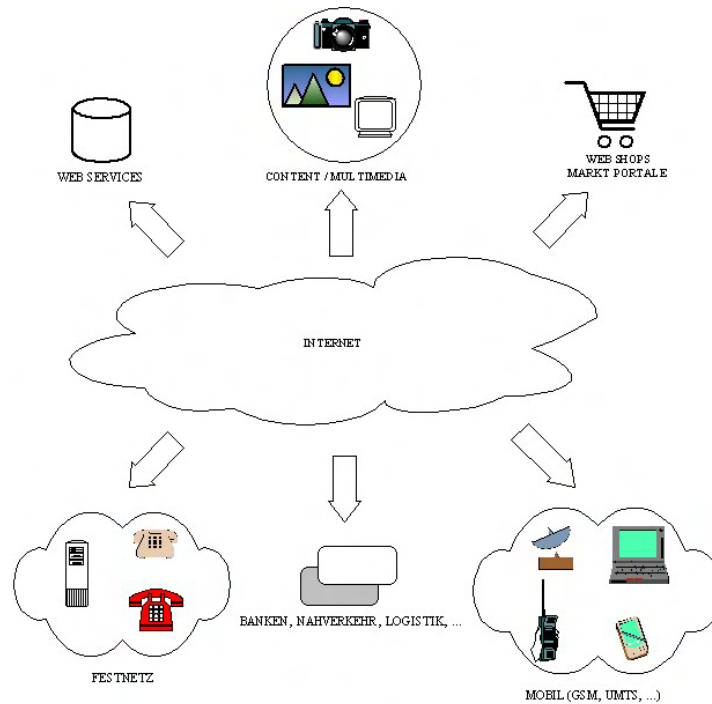 WEB SERVICES
CONTENT / MULTIMEDIA
WEB SHOPS
MARKT PORTALE
INTERNET
BANKEN, NAHVERKEHR, LOGISTIK, ...
FESTNETZ
MOBIL (GSM, UMTS, ...)